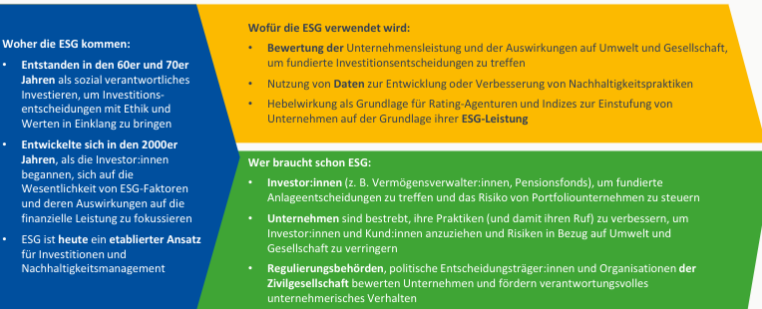 Woher die ESG kommen:
• Entstanden in den 60er und 70er
Jahren als sozial verantwortliches
Investieren, um Investitions-
entscheidungen mit Ethik und
Werten in Einklang zu bringen
• Entwickelte sich in den 2000er
Jahren, als die Investor:innen
begannen, sich auf die
Wesentlichkeit von ESG-Faktoren
und deren Auswirkungen auf die
finanzielle Leistung zu fokussieren
• ESG ist heute ein etablierter Ansatz
für Investitionen und
Nachhaltigkeitsmanagement
Wofür die ESG verwendet wird:
• Bewertung der Unternehmensleistung und der Auswirkungen auf Umwelt und Gesellschaft,
um fundierte Investitionsentscheidungen zu treffen
• Nutzung von Daten zur Entwicklung oder Verbesserung von Nachhaltigkeitspraktiken
• Hebelwirkung als Grundlage für Rating-Agenturen und Indizes zur Einstufung von
Unternehmen auf der Grundlage ihrer ESG-Leistung
Wer braucht schon ESG:
• Investor:innen (z. B. Vermögensverwalter:innen, Pensionsfonds), um fundierte
Anlageentscheidungen zu treffen und das Risiko von Portfoliounternehmen zu steuern
• Unternehmen sind bestrebt, ihre Praktiken (und damit ihren Ruf) zu verbessern, um
Investor:innen und Kund:innen anzuziehen und Risiken in Bezug auf Umwelt und
Gesellschaft zu verringern
• Regulierungsbehörden, politische Entscheidungsträger:innen und Organisationen der
Zivilgesellschaft bewerten Unternehmen und fördern verantwortungsvolles
unternehmerisches Verhalten